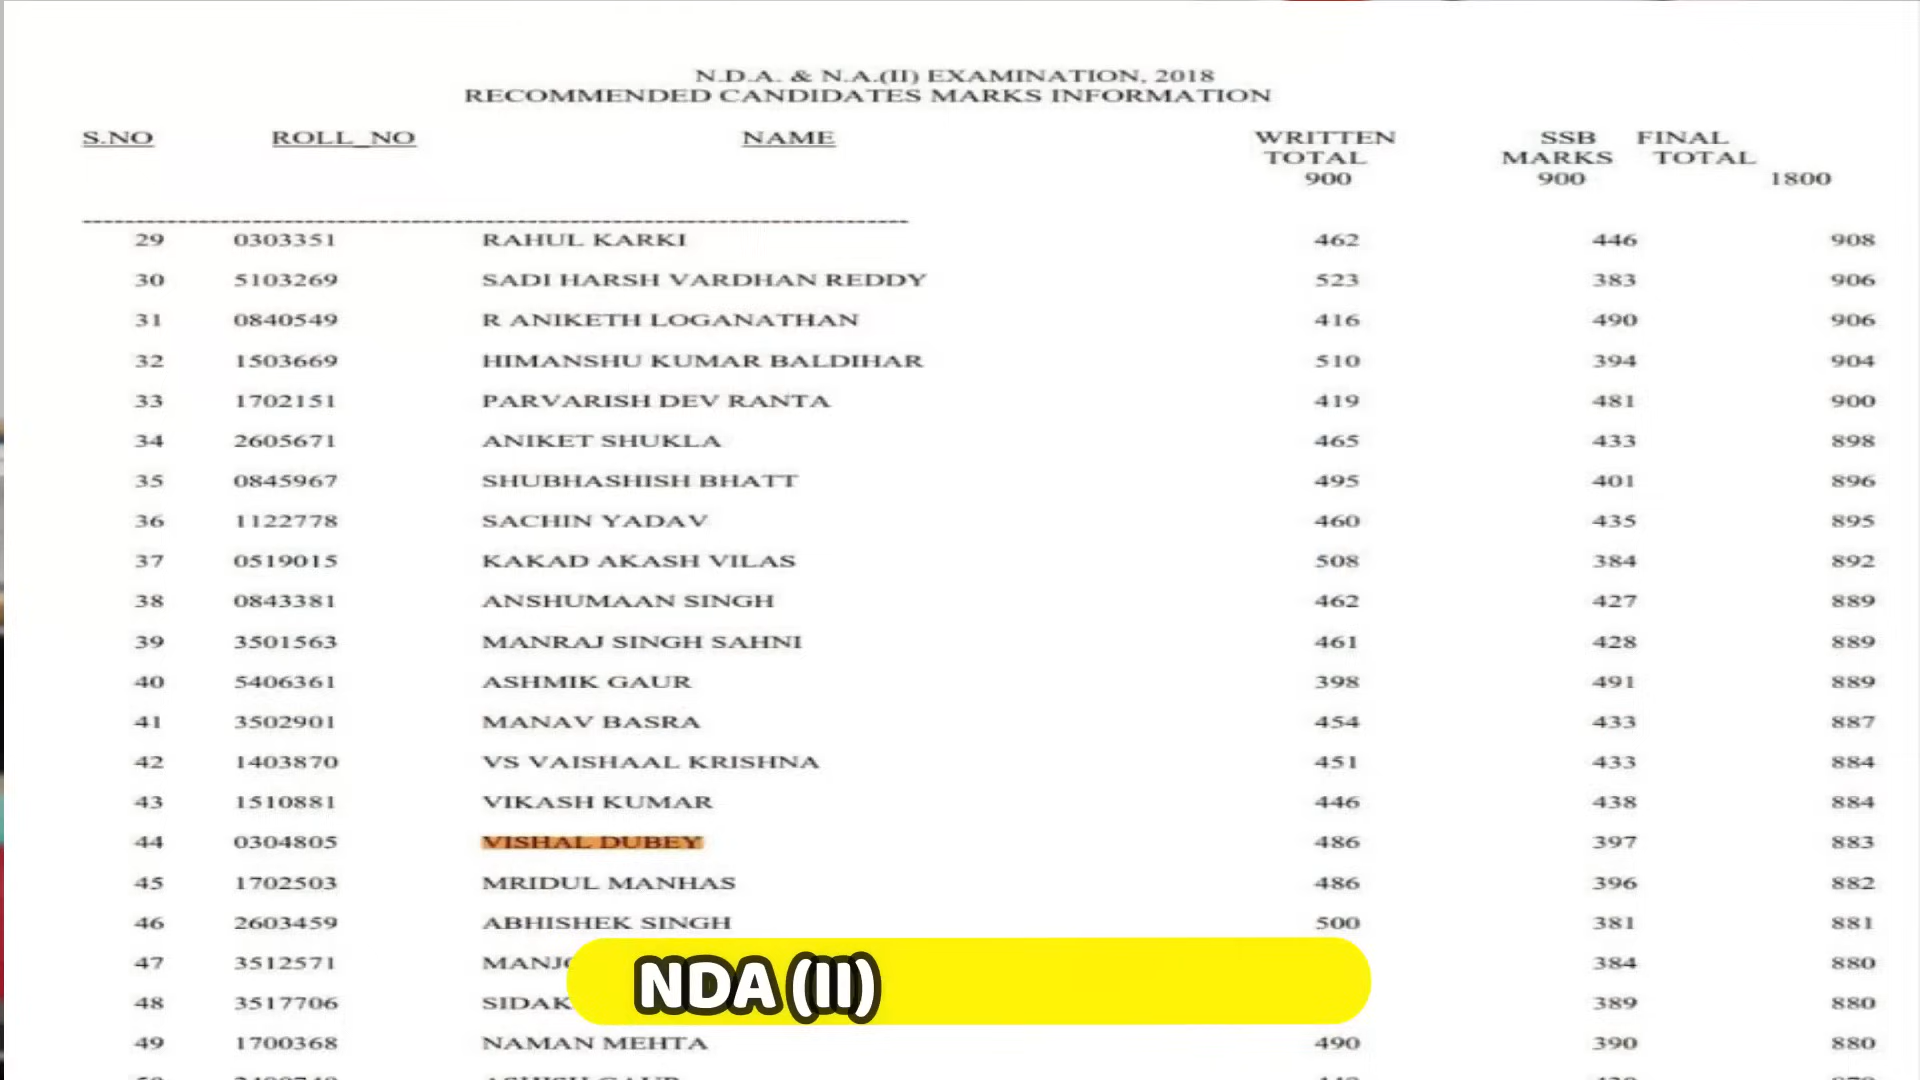 N.D.A. & N.A.(II) EXAMINATION, 2018
RECOMMENDED CANDIDATES MARKS INFORMATION
S.NO ROLL_NO NAME WRITTEN SSB FINAL
TOTAL MARKS TOTAL
900 900 1800
29 0303351 RAHUL KARKI 462 446 908
30 5103269 SADI HARSH VARDHAN REDDY 523 383 906
31 0840549 R ANIKETH LOGANATHAN 416 490 906
32 1503669 HIMANSHU KUMAR BALDIHAR 510 394 904
33 1702151 PARVARISH DEV RANTA 419 481 900
34 2605671 ANIKET SHUKLA 465 433 898
35 0845967 SHUBHASHISH BHATT 495 401 896
36 1122778 SACHIN YADAV 460 435 895
37 0519015 KAKAD AKASH VILAS 508 384 892
38 0843381 ANSHUMAAN SINGH 462 427 889
39 3501563 MANRAJ SINGH SAHNI 461 428 889
40 5406361 ASHMIK GAUR 398 491 889
41 3502901 MANAV BASRA 454 433 887
42 1403870 VS VAISHAAL KRISHNA 451 433 884
43 1510881 VIKASH KUMAR 446 438 884
44 0304805 VISHAL DUBEY 486 397 883
45 1702503 MRIDUL MANHAS 486 396 882
46 2603459 ABHISHEK SINGH 500 381 881
47 3512571 384 880
48 3517706 SIDAK 389 880
NDA (II)
49 1700368 NAMAN MEHTA 490 390 880